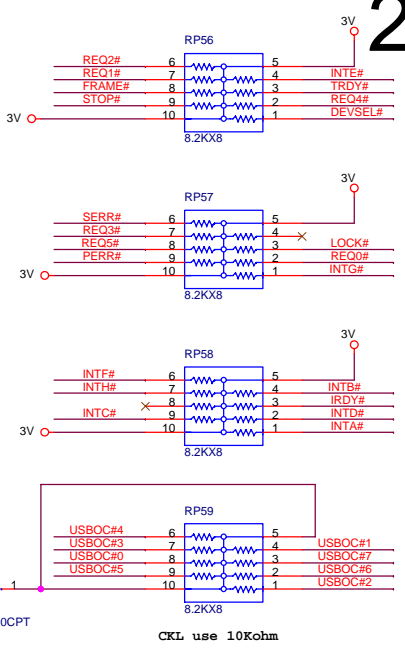 2
3V
RP56
REQ2# 6 5
REQ1# 7 4 INTE#
FRAME# 8 3 TRDY#
STOP# 9 2 REQ4#
3V 10 1 DEVSEL#
8.2KX8
3V
RP57
SERR# 6 5
REQ3# 7 4
REQ5# 8 3 LOCK#
PERR# 9 2 REQ0#
3V 10 1 INTG#
8.2KX8
3V
RP58
INTF# 6 5
INTH# 7 4 INTB#
8 3 IRDY#
INTC# 9 2 INTD#
3V 10 1 INTA#
8.2KX8
RP59
USBOC#4 6 5
USBOC#3 7 4 USBOC#1
USBOC#0 8 3 USBOC#7
USBOC#5 9 2 USBOC#6
1 10 1 USBOC#2
8.2KX8
0CPT
CKL use 10Kohm